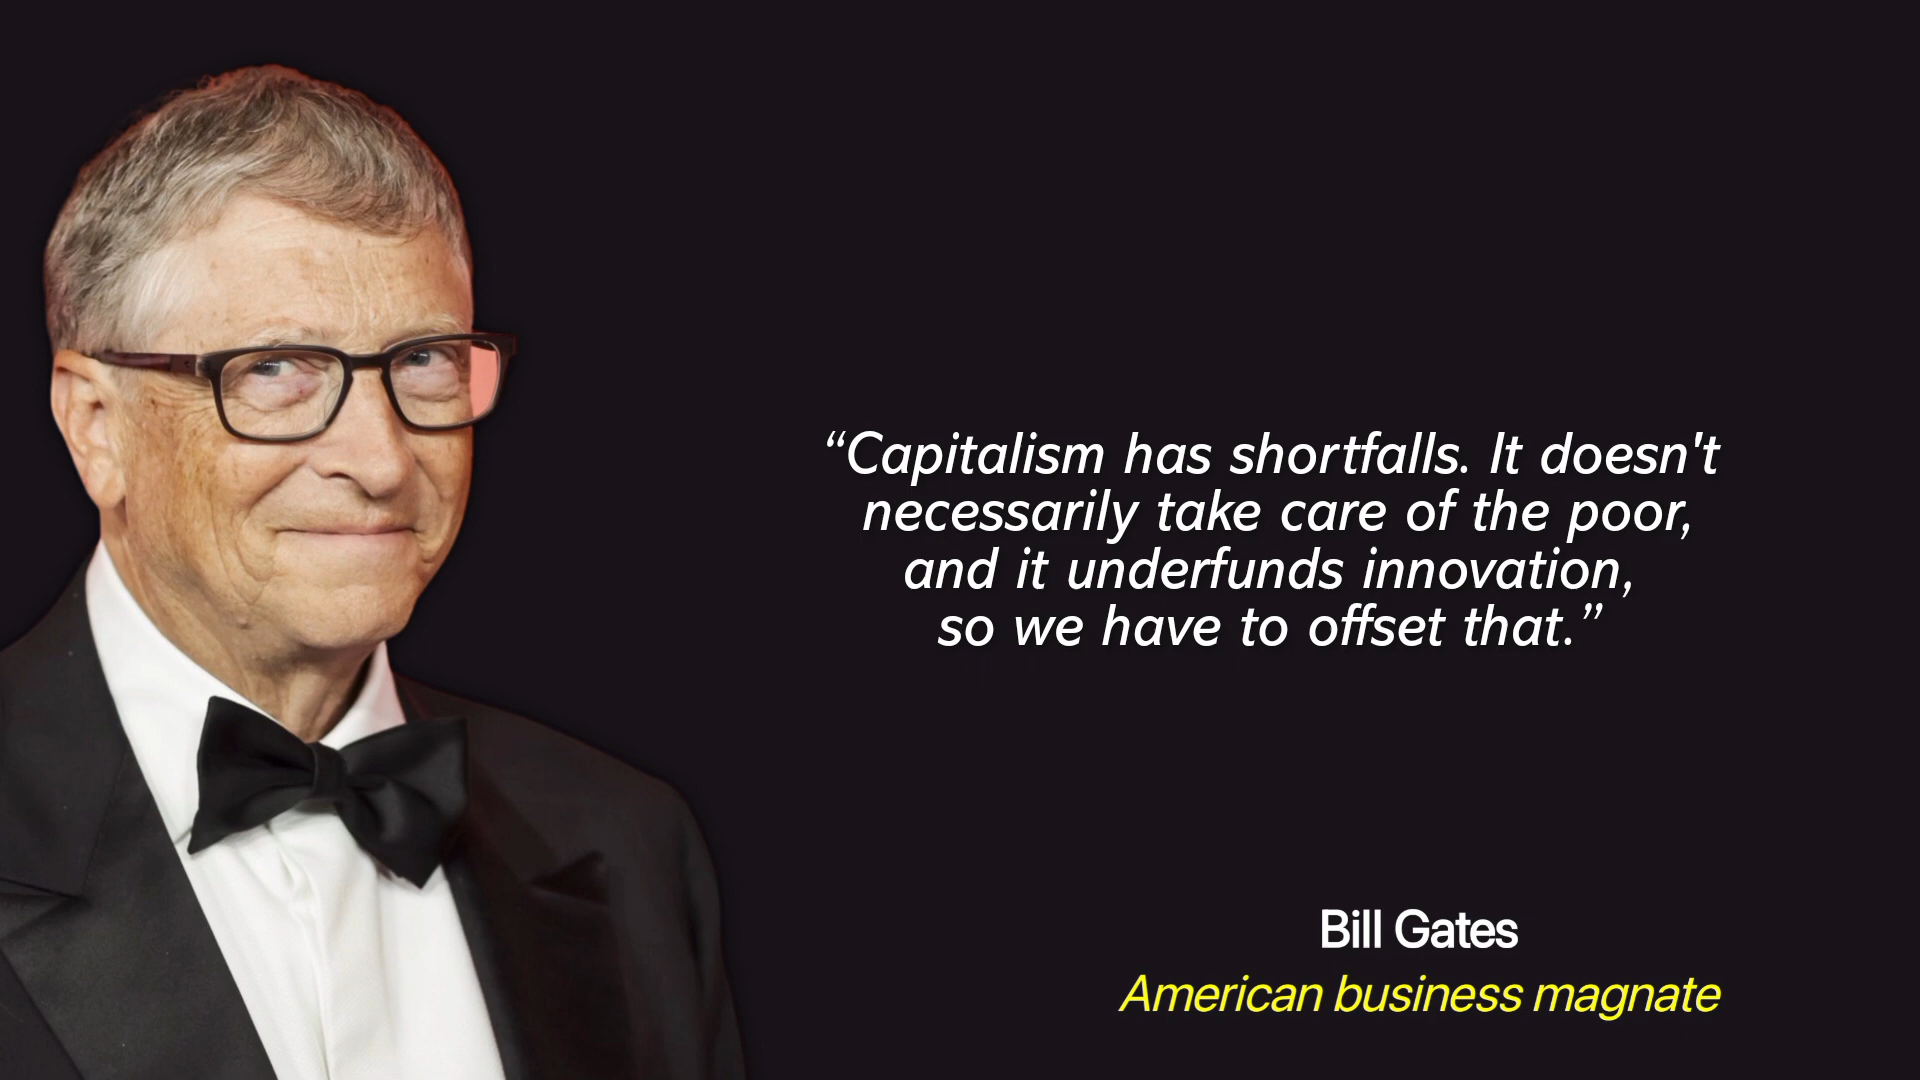 “Capitalism has shortfalls. It doesn't
necessarily take care of the poor,
and it underfunds innovation,
so we have to offset that.”
Bill Gates
American business magnate